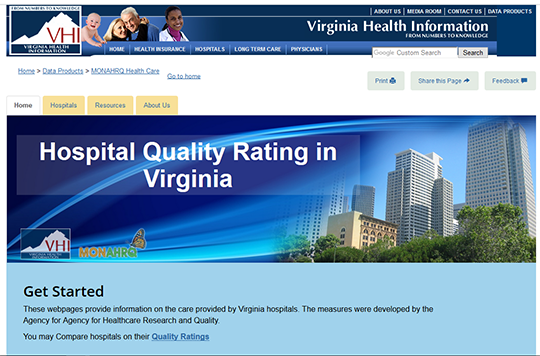 FROM NUMBERS TO KNOWLEDGE
VHI
VIRGINIA HEALTH
INFORMATION
ABOUT US | MEDIA ROOM | CONTACT US | DATA PRODUCTS
Virginia Health Information
FROM NUMBERS TO KNOWLEDGE
HOME | HEALTH INSURANCE | HOSPITALS | LONG TERM CARE | PHYSICIANS
Google Custom Search Search
Home > Data Products > MONAHRQ Health Care
Go to home
Print Share this Page Feedback
Home Hospitals Resources About Us
Hospital Quality Rating in
Virginia
VHI
MONAHRQ
Get Started
These webpages provide information on the care provided by Virginia hospitals. The measures were developed by the
Agency for Agency for Healthcare Research and Quality.
You may Compare hospitals on their Quality Ratings